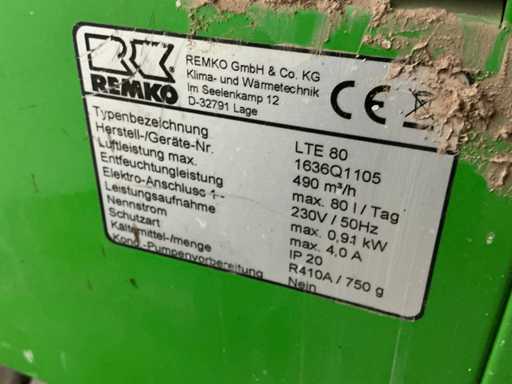 REMKO
REMKO GmbH & Co. KG
Klima- und Wärmetechnik
Im Seelenkamp 12
D-32791 Lage
CE
Typenbezeichnung LTE 80
Herstell-/Geräte-Nr. 1636Q1105
Luftleistung max. 490 m³/h
Entfeuchtungleistung max. 80 l / Tag
Elektro-Anschluss 1~ 230V / 50Hz
Leistungsaufnahme max. 0,91 kW
Nennstrom max. 4,0 A
Schutzart IP 20
Kältemittel-/menge R410A / 750 g
Kond.-Pumpenvorbereitung Nein